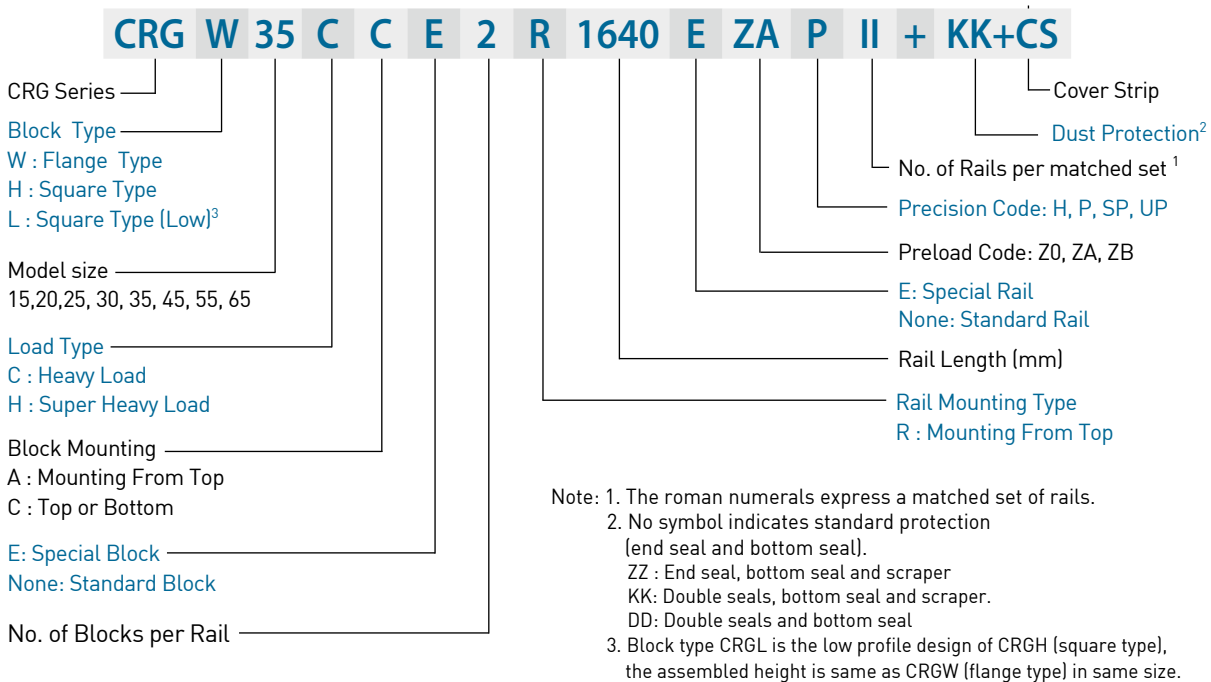 CRG W 35 C C E 2 R 1640 E ZA P II + KK+CS
CRG Series
Block Type
W : Flange Type
H : Square Type
L : Square Type (Low)3
Model size
15,20,25, 30, 35, 45, 55, 65
Load Type
C : Heavy Load
H : Super Heavy Load
Block Mounting
A : Mounting From Top
C : Top or Bottom
E: Special Block
None: Standard Block
No. of Blocks per Rail
Cover Strip
Dust Protection2
No. of Rails per matched set 1
Precision Code: H, P, SP, UP
Preload Code: Z0, ZA, ZB
E: Special Rail
None: Standard Rail
Rail Length (mm)
Rail Mounting Type
R : Mounting From Top
Note: 1. The roman numerals express a matched set of rails.
2. No symbol indicates standard protection
(end seal and bottom seal).
ZZ : End seal, bottom seal and scraper
KK: Double seals, bottom seal and scraper.
DD: Double seals and bottom seal
3. Block type CRGL is the low profile design of CRGH (square type),
the assembled height is same as CRGW (flange type) in same size.